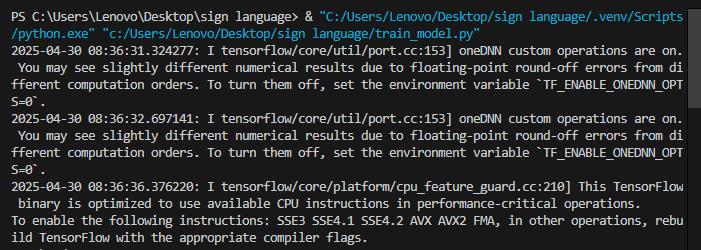 PS C:\Users\Lenovo\Desktop\sign language> & "C:/Users/Lenovo/Desktop/sign language/.venv/Scripts
/python.exe" "c:/Users/Lenovo/Desktop/sign language/train_model.py"
2025-04-30 08:36:31.324277: I tensorflow/core/util/port.cc:153] oneDNN custom operations are on.
 You may see slightly different numerical results due to floating-point round-off errors from di
fferent computation orders. To turn them off, set the environment variable `TF_ENABLE_ONEDNN_OPT
S=0`.
2025-04-30 08:36:32.697141: I tensorflow/core/util/port.cc:153] oneDNN custom operations are on.
 You may see slightly different numerical results due to floating-point round-off errors from di
fferent computation orders. To turn them off, set the environment variable `TF_ENABLE_ONEDNN_OPT
S=0`.
2025-04-30 08:36:36.376220: I tensorflow/core/platform/cpu_feature_guard.cc:210] This TensorFlow
 binary is optimized to use available CPU instructions in performance-critical operations.
To enable the following instructions: SSE3 SSE4.1 SSE4.2 AVX AVX2 FMA, in other operations, rebu
ild TensorFlow with the appropriate compiler flags.